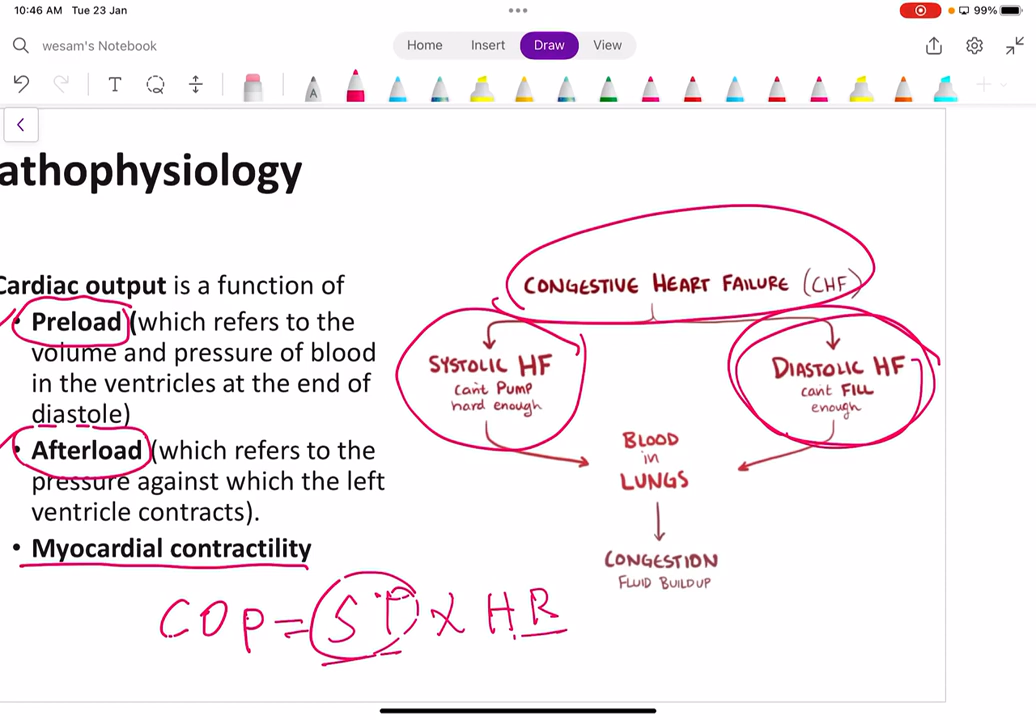 10:46 AM Tue 23 Jan
99%
wesam's Notebook
Home Insert Draw View
T
A
athophysiology
Cardiac output is a function of
• Preload (which refers to the
volume and pressure of blood
in the ventricles at the end of
diastole)
• Afterload (which refers to the
pressure against which the left
ventricle contracts).
• Myocardial contractility
CONGESTIVE HEART FAILURE (CHF)
SYSTOLIC HF
can't PUMP
hard enough
DIASTOLIC HF
can't FILL
enough
BLOOD
in
LUNGS
CONGESTION
FLUID BUILDUP
COP = S X HR